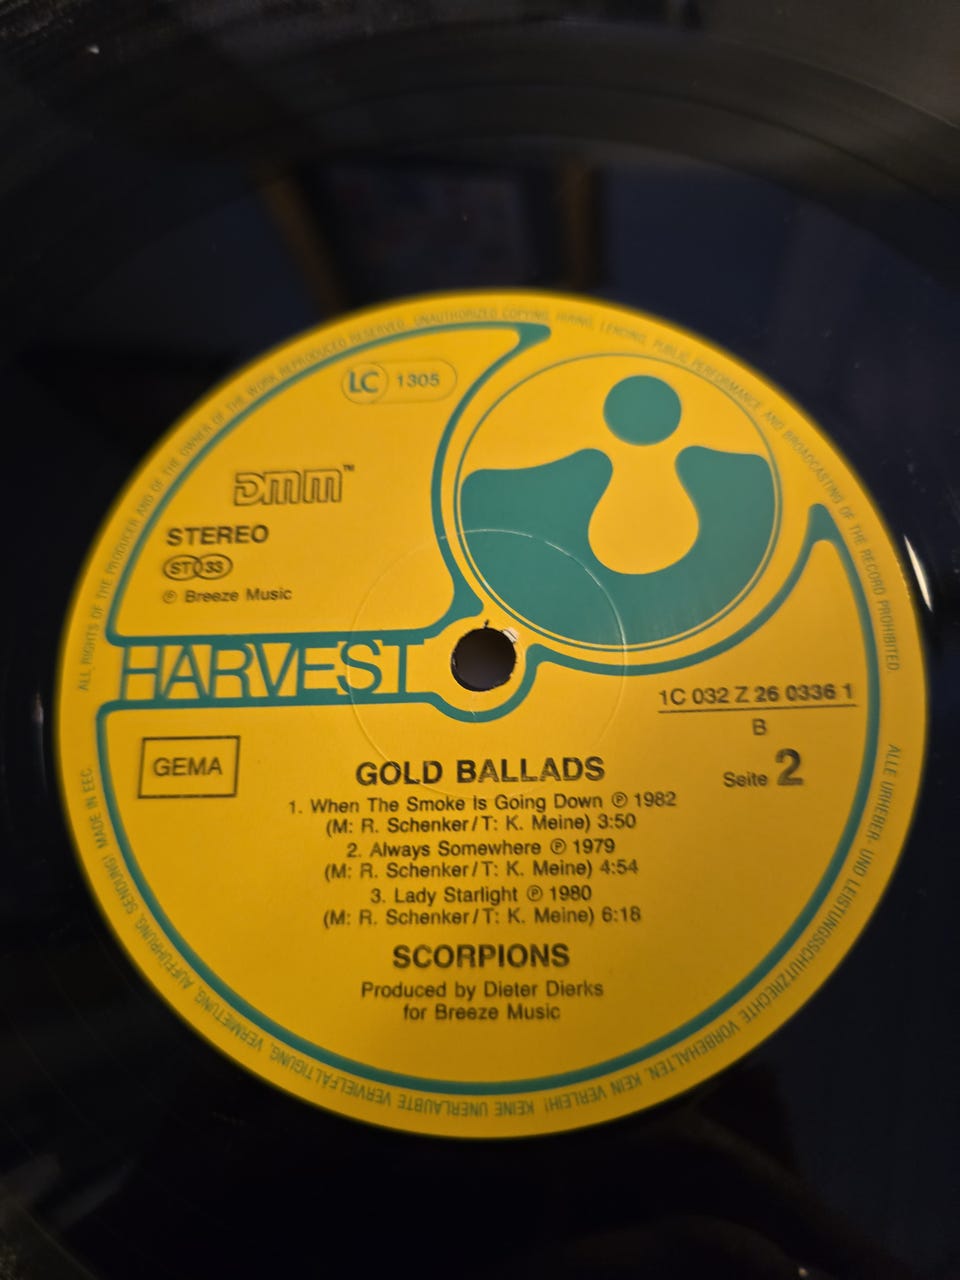 ALL RIGHTS OF THE PRODUCER AND OF THE OWNER OF THE WORK REPRODUCED RESERVED. UNAUTHORIZED COPYING, HIRING, LENDING, PUBLIC PERFORMANCE AND BROADCASTING OF THE RECORD PROHIBITED.
LC 1305
DMM™
STEREO
ST 33
℗ Breeze Music
HARVEST
1C 032 Z 26 0336 1
B
GEMA
Seite 2
GOLD BALLADS
1. When The Smoke Is Going Down ℗ 1982
(M: R. Schenker/T: K. Meine) 3:50
2. Always Somewhere ℗ 1979
(M: R. Schenker/T: K. Meine) 4:54
3. Lady Starlight ℗ 1980
(M: R. Schenker/T: K. Meine) 6:18
SCORPIONS
Produced by Dieter Dierks
for Breeze Music
ALLE URHEBER- UND LEISTUNGSSCHUTZRECHTE VORBEHALTEN. KEIN VERLEIH! KEINE UNERLAUBTE VERVIELFÄLTIGUNG, VERMIETUNG, AUFFÜHRUNG, SENDUNG! MADE IN EEC.